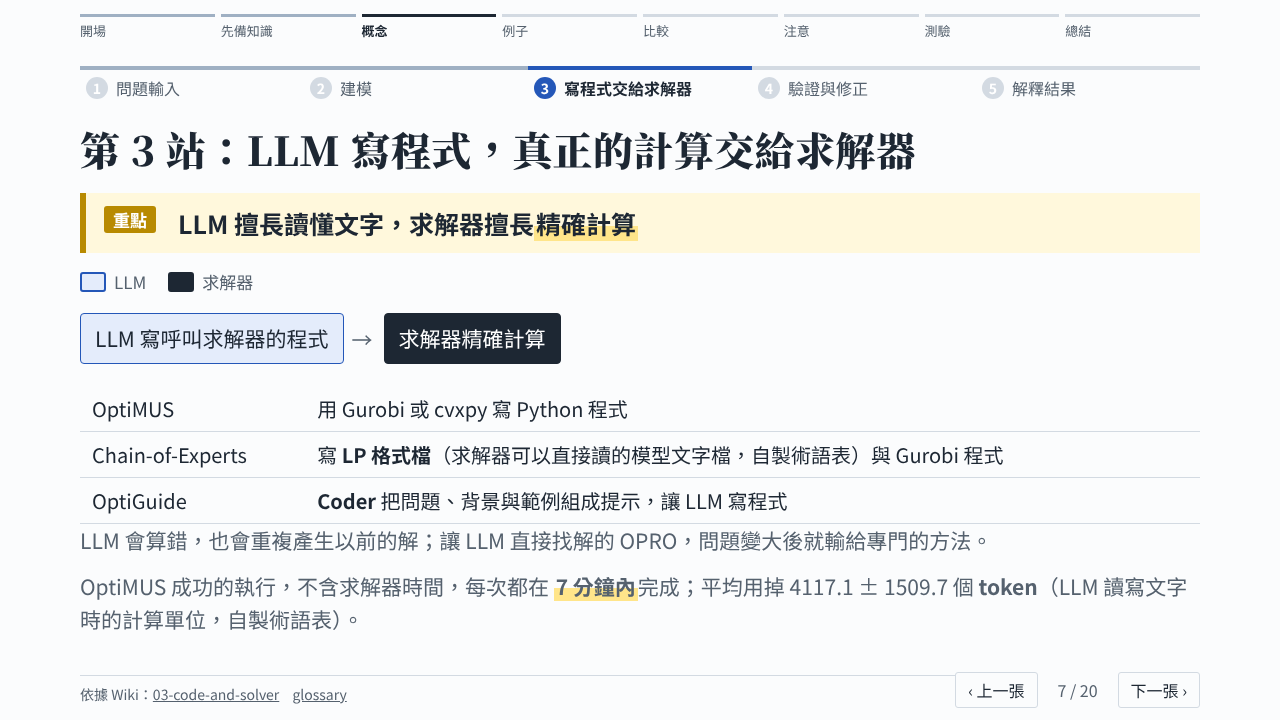 開場 先備知識 概念 例子 比較 注意 測驗 總結
1 問題輸入 2 建模 3 寫程式交給求解器 4 驗證與修正 5 解釋結果
第 3 站：LLM 寫程式，真正的計算交給求解器
重點 LLM 擅長讀懂文字，求解器擅長精確計算
LLM 求解器
LLM 寫呼叫求解器的程式 → 求解器精確計算
OptiMUS 用 Gurobi 或 cvxpy 寫 Python 程式
Chain-of-Experts 寫 LP 格式檔（求解器可以直接讀的模型文字檔，自製術語表）與 Gurobi 程式
OptiGuide Coder 把問題、背景與範例組成提示，讓 LLM 寫程式
LLM 會算錯，也會重複產生以前的解；讓 LLM 直接找解的 OPRO，問題變大後就輸給專門的方法。
OptiMUS 成功的執行，不含求解器時間，每次都在 7 分鐘內完成；平均用掉 4117.1 ± 1509.7 個 token（LLM 讀寫文字
時的計算單位，自製術語表）。
依據 Wiki：03-code-and-solver glossary
‹ 上一張 7 / 20 下一張 ›